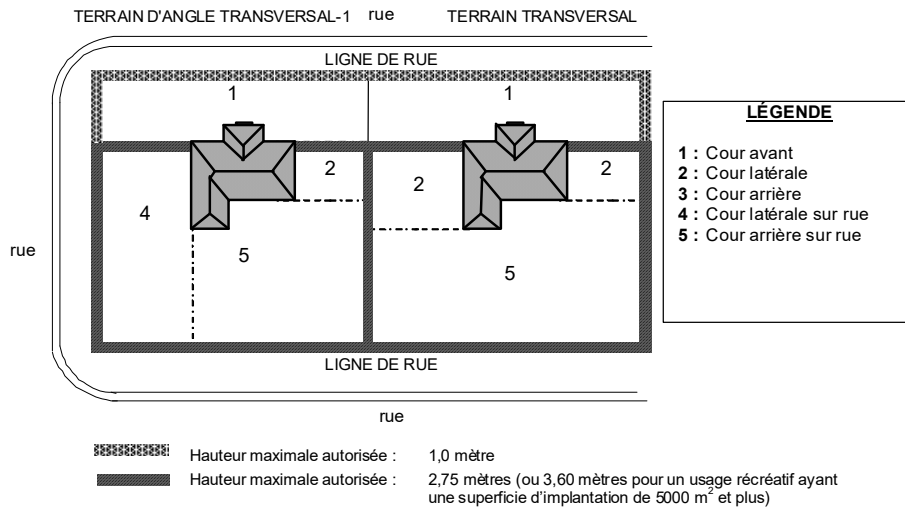 TERRAIN D'ANGLE TRANSVERSAL-1 rue TERRAIN TRANSVERSAL
LIGNE DE RUE
1 1
LÉGENDE
1 : Cour avant
2 : Cour latérale
3 : Cour arrière
4 : Cour latérale sur rue
5 : Cour arrière sur rue
2 2 2
4
rue
5 5
LIGNE DE RUE
rue
Hauteur maximale autorisée : 1,0 mètre
Hauteur maximale autorisée : 2,75 mètres (ou 3,60 mètres pour un usage récréatif ayant
une superficie d'implantation de 5000 m² et plus)